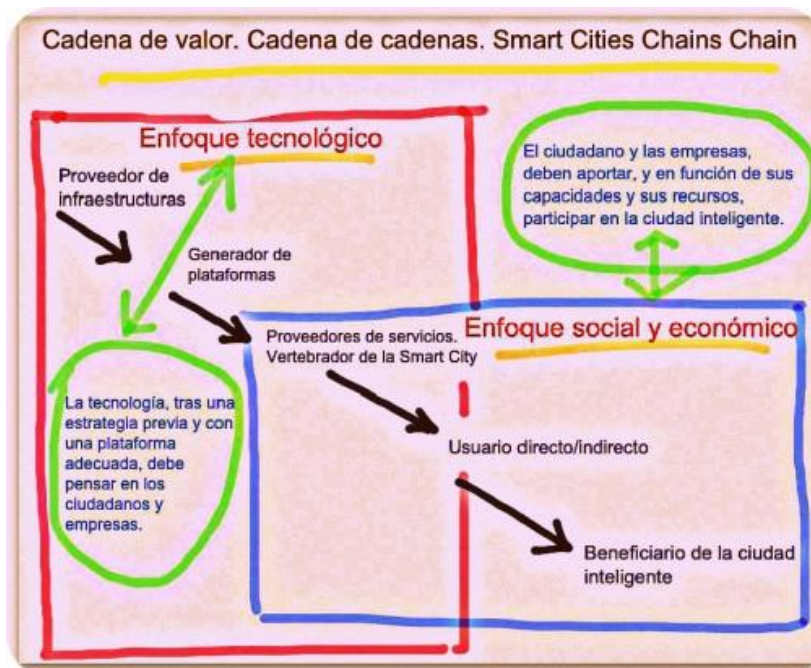 Cadena de valor. Cadena de cadenas. Smart Cities Chains Chain
Enfoque tecnológico
Proveedor de
infraestructuras
Generador de
plataformas
El ciudadano y las empresas,
deben aportar, y en función de sus
capacidades y sus recursos,
participar en la ciudad inteligente.
Enfoque social y económico
Proveedores de servicios.
Vertebrador de la Smart City
La tecnología, tras una
estrategia previa y con
una plataforma
adecuada, debe
pensar en los
ciudadanos y
empresas.
Usuario directo/indirecto
Beneficiario de la ciudad
inteligente